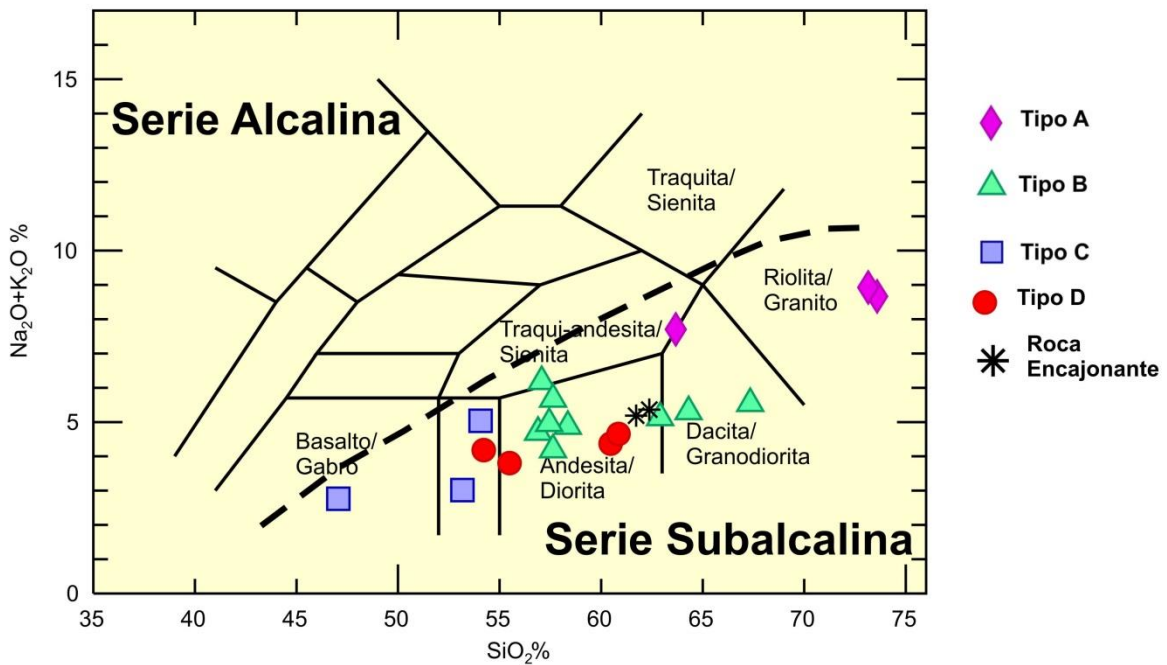 Serie Alcalina
Traquita/
Sienita
Riolita/
Granito
Traqui-andesita/
Sienita
Basalto/
Gabro
Andesita/
Diorita
Dacita/
Granodiorita
Serie Subalcalina
Na₂O+K₂O %
15
10
5
0
35
40
45
50
55
60
65
70
75
SiO₂%
Tipo A
Tipo B
Tipo C
Tipo D
Roca
Encajonante